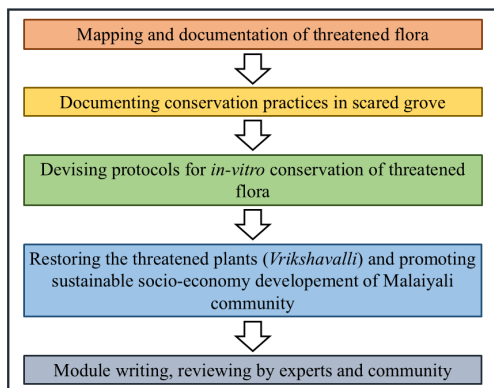 Mapping and documentation of threatened flora
Documenting conservation practices in scared grove
Devising protocols for in-vitro conservation of threatened
flora
Restoring the threatened plants (Vrikshavalli) and promoting
sustainable socio-economy developement of Malaiyali
community
Module writing, reviewing by experts and community